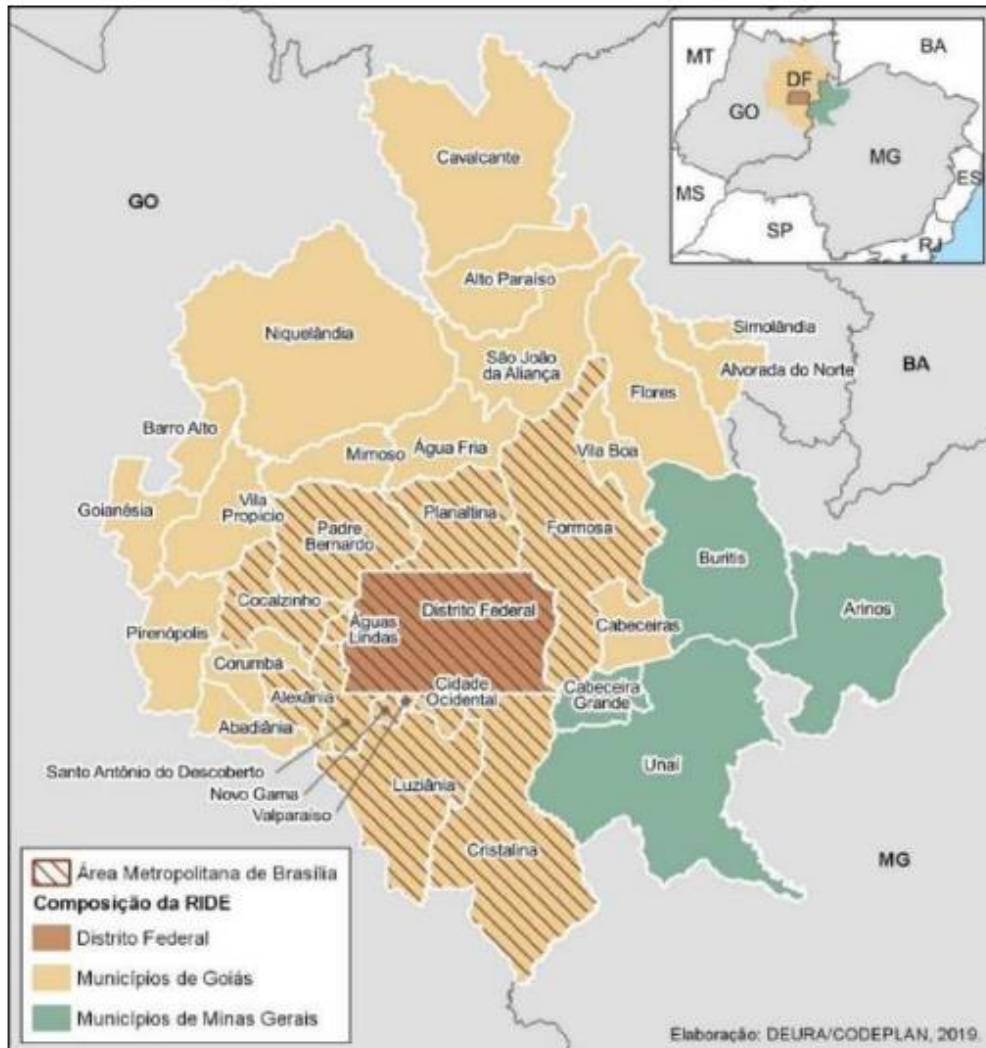 MT
BA
DF
GO
MG
ES
MS
SP
RJ
Cavalcante
GO
Alto Paraíso
Niquelândia
Simolândia
São João
da Aliança
Alvorada do Norte
BA
Flores
Barro Alto
Mimoso
Água Fria
Vila Boa
Goianésia
Vila
Propício
Planaltina
Formosa
Padre
Bernardo
Buritis
Cocalzinho
Distrito Federal
Arinos
Águas
Lindas
Cabeceiras
Pirenópolis
Corumbá
Cidade
Ocidental
Cabeceira
Grande
Alexânia
Abadiânia
Unaí
Santo Antônio do Descoberto
Luziânia
Novo Gama
Valparaíso
Cristalina
MG
Área Metropolitana de Brasília
Composição da RIDE
Distrito Federal
Municípios de Goiás
Municípios de Minas Gerais
Elaboração: DEURA/CODEPLAN, 2019.